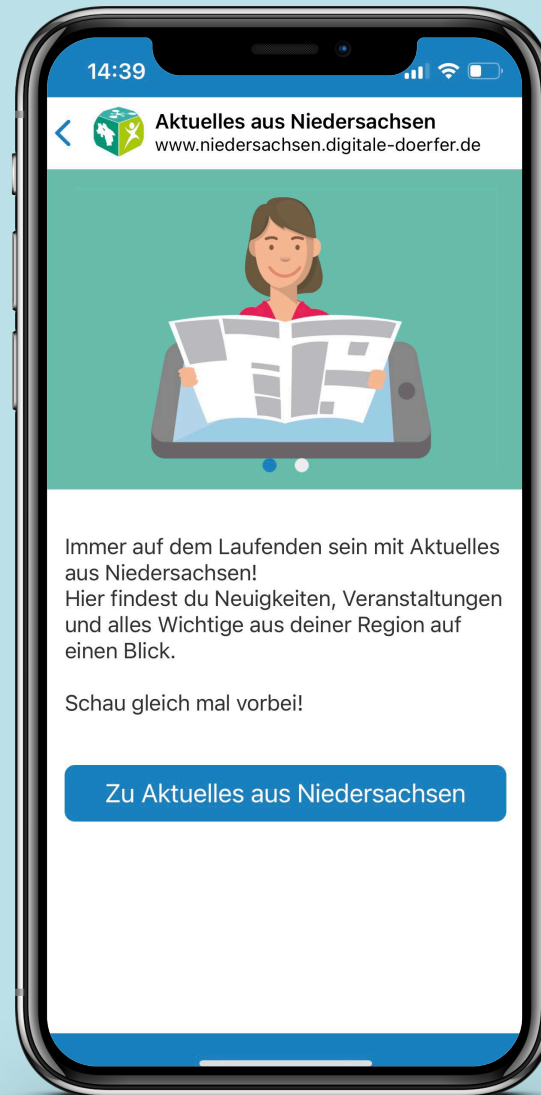 14:39
Aktuelles aus Niedersachsen
www.niedersachsen.digitale-doerfer.de
Immer auf dem Laufenden sein mit Aktuelles
aus Niedersachsen!
Hier findest du Neuigkeiten, Veranstaltungen
und alles Wichtige aus deiner Region auf
einen Blick.
Schau gleich mal vorbei!
Zu Aktuelles aus Niedersachsen